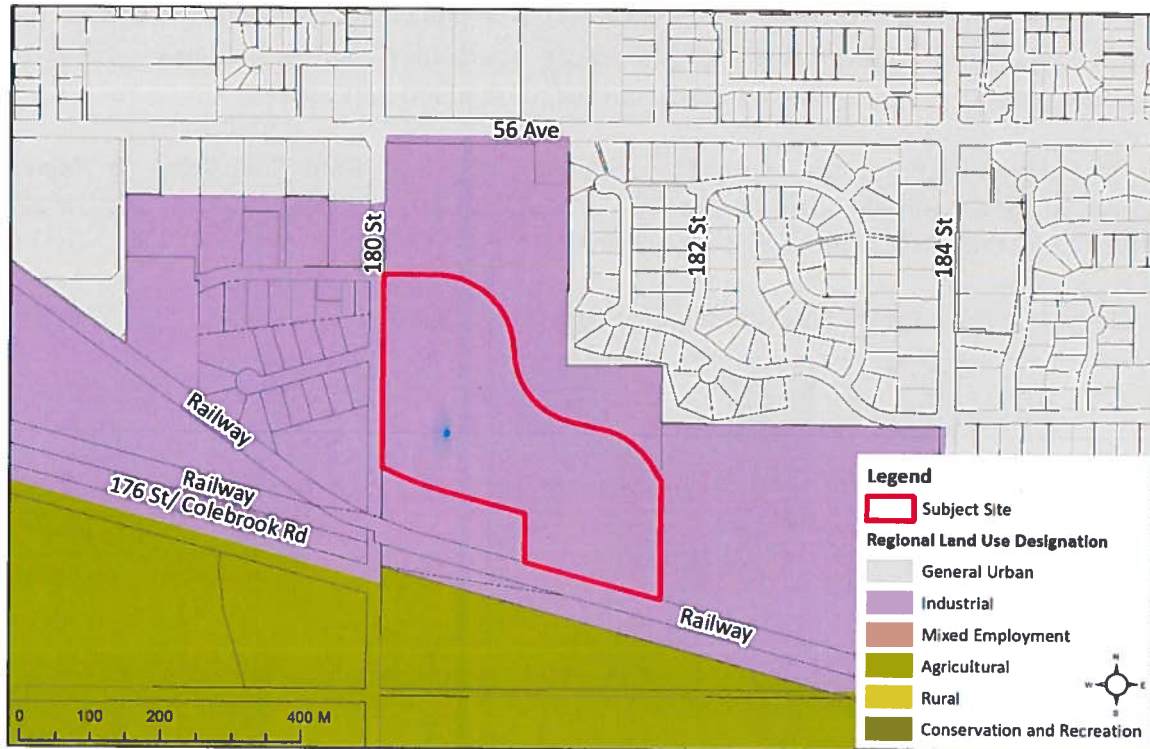 56 Ave
180 St
182 St
184 St
Railway
Railway
176 St/ Colebrook Rd
Railway
Legend
Subject Site
Regional Land Use Designation
General Urban
Industrial
Mixed Employment
Agricultural
Rural
Conservation and Recreation
N
W E
S
0 100 200 400 M